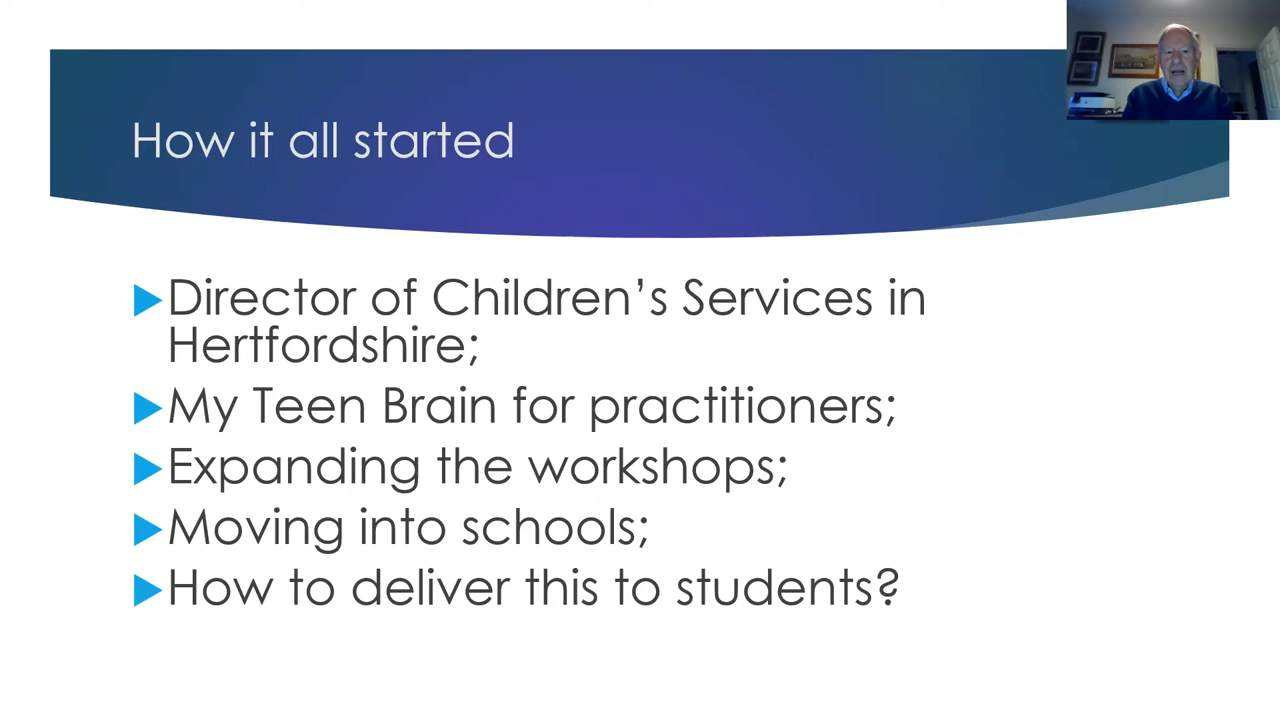 How it all started
Director of Children’s Services in
Hertfordshire;
My Teen Brain for practitioners;
Expanding the workshops;
Moving into schools;
How to deliver this to students?